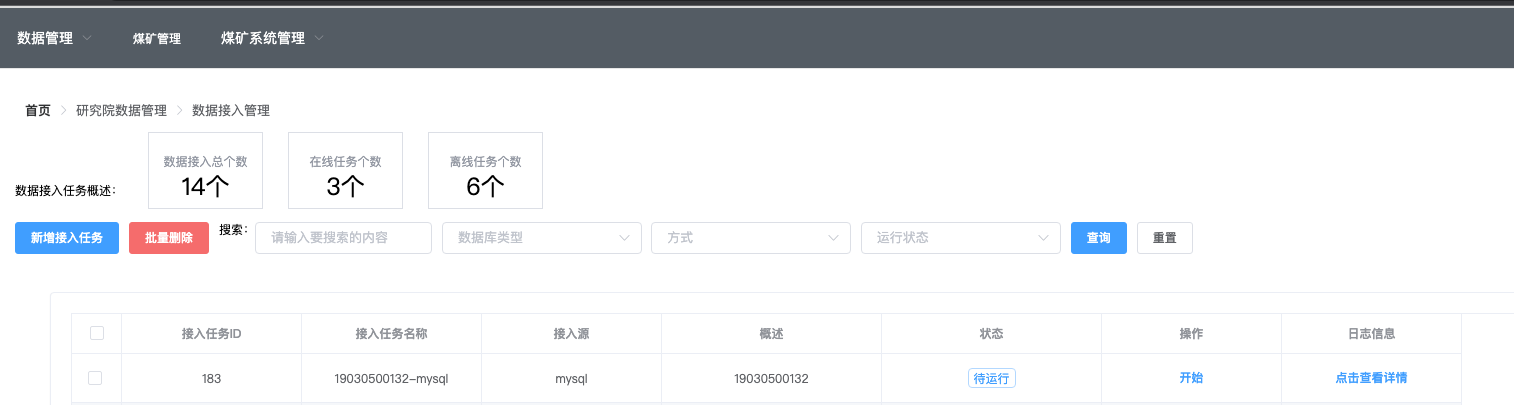 数据管理 煤矿管理 煤矿系统管理
首页 研究院数据管理 数据接入管理
数据接入任务概述: 数据接入总个数 14个 在线任务个数 3个 离线任务个数 6个
新增接入任务 批量删除 搜索: 请输入要搜索的内容 数据库类型 方式 运行状态 查询 重置
接入任务ID 接入任务名称 接入源 概述 状态 操作 日志信息
183 19030500132-mysql mysql 19030500132 待运行 开始 点击查看详情